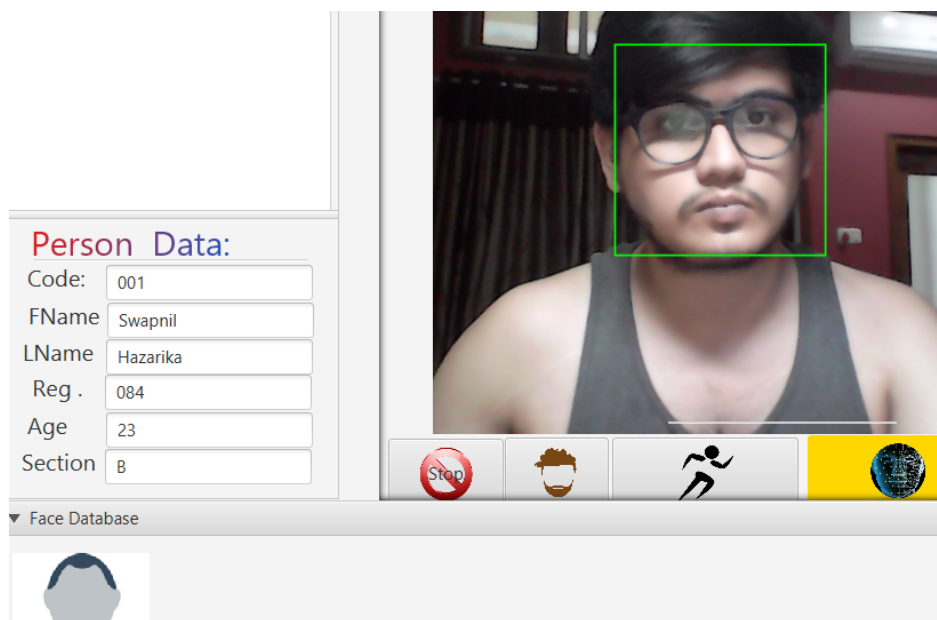 Person Data:
Code: 001
FName Swapnil
LName Hazarika
Reg . 084
Age 23
Section B
Stop
Face Database